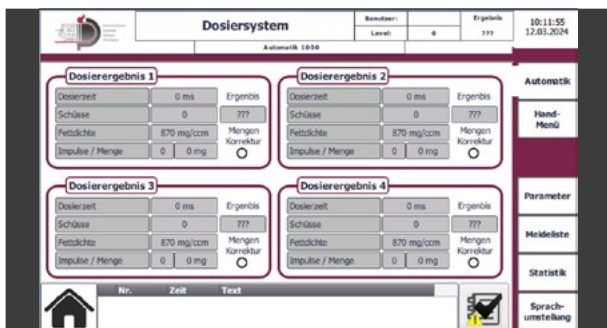 Dosiersystem
Benutzer:
Level: 0
Ergebnis
???
10:11:55
12.03.2024
Automatik 1000
Automatik
Hand-
Menü
Parameter
Meldeliste
Statistik
Sprach-
umstellung
Dosierergebnis 1
Dosierzeit 0 ms Ergenbis
Schüsse 0 ???
Fettdichte 870 mg/ccm Mengen
Korrektur
Impulse / Menge 0 0 mg
Dosierergebnis 2
Dosierzeit 0 ms Ergenbis
Schüsse 0 ???
Fettdichte 870 mg/ccm Mengen
Korrektur
Impulse / Menge 0 0 mg
Dosierergebnis 3
Dosierzeit 0 ms Ergenbis
Schüsse 0 ???
Fettdichte 870 mg/ccm Mengen
Korrektur
Impulse / Menge 0 0 mg
Dosierergebnis 4
Dosierzeit 0 ms Ergenbis
Schüsse 0 ???
Fettdichte 870 mg/ccm Mengen
Korrektur
Impulse / Menge 0 0 mg
Nr. Zeit Text